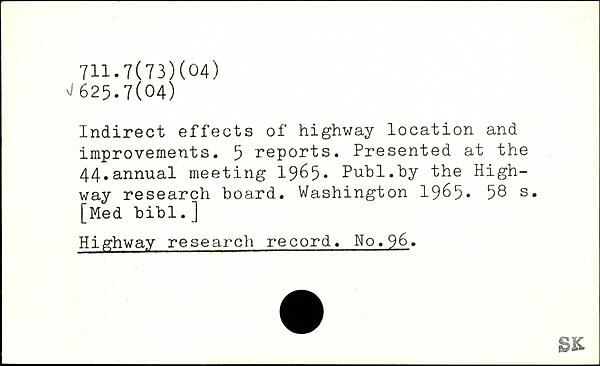 711.7(73)(04)
√ 625.7(04)
Indirect effects of highway location and
improvements. 5 reports. Presented at the
44.annual meeting 1965. Publ.by the High-
way research board. Washington 1965. 58 s.
[Med bibl.]
Highway research record. No.96.
SK